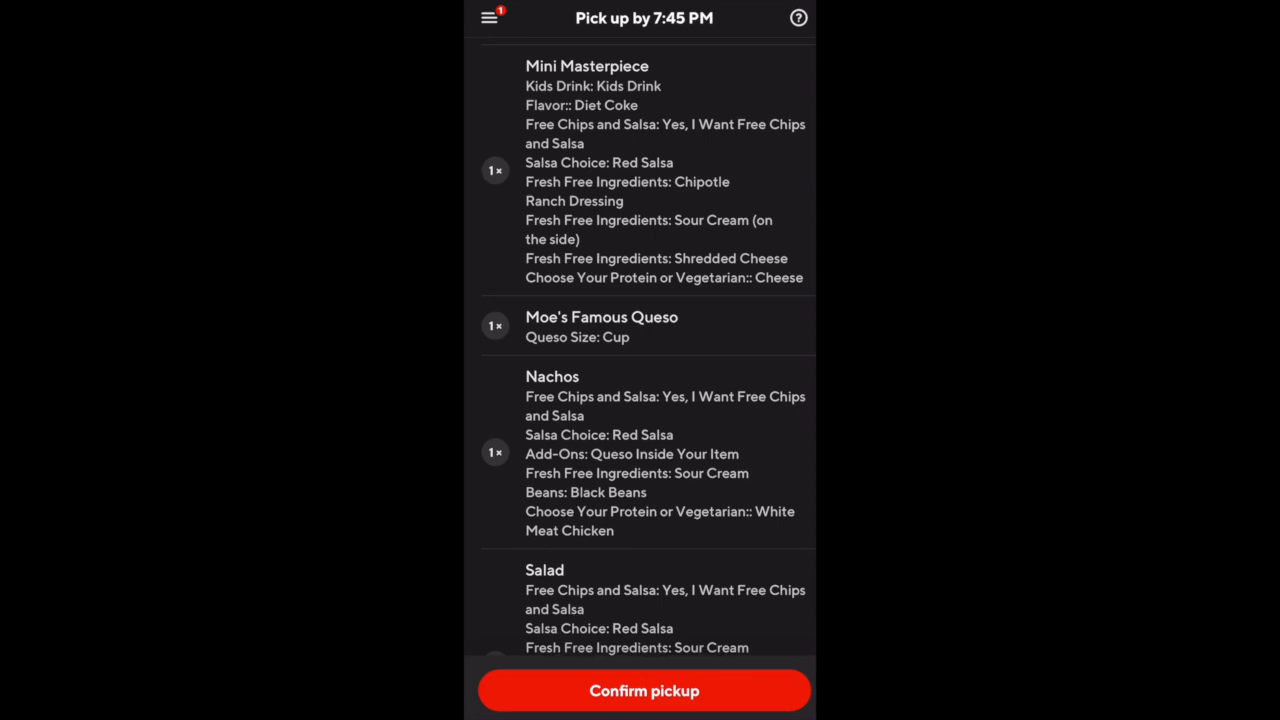 1
Pick up by 7:45 PM
?
Mini Masterpiece
Kids Drink: Kids Drink
Flavor:: Diet Coke
Free Chips and Salsa: Yes, I Want Free Chips
and Salsa
1×
Salsa Choice: Red Salsa
Fresh Free Ingredients: Chipotle
Ranch Dressing
Fresh Free Ingredients: Sour Cream (on
the side)
Fresh Free Ingredients: Shredded Cheese
Choose Your Protein or Vegetarian:: Cheese
1×
Moe's Famous Queso
Queso Size: Cup
Nachos
Free Chips and Salsa: Yes, I Want Free Chips
and Salsa
Salsa Choice: Red Salsa
1×
Add-Ons: Queso Inside Your Item
Fresh Free Ingredients: Sour Cream
Beans: Black Beans
Choose Your Protein or Vegetarian:: White
Meat Chicken
Salad
Free Chips and Salsa: Yes, I Want Free Chips
and Salsa
Salsa Choice: Red Salsa
Fresh Free Ingredients: Sour Cream
Confirm pickup